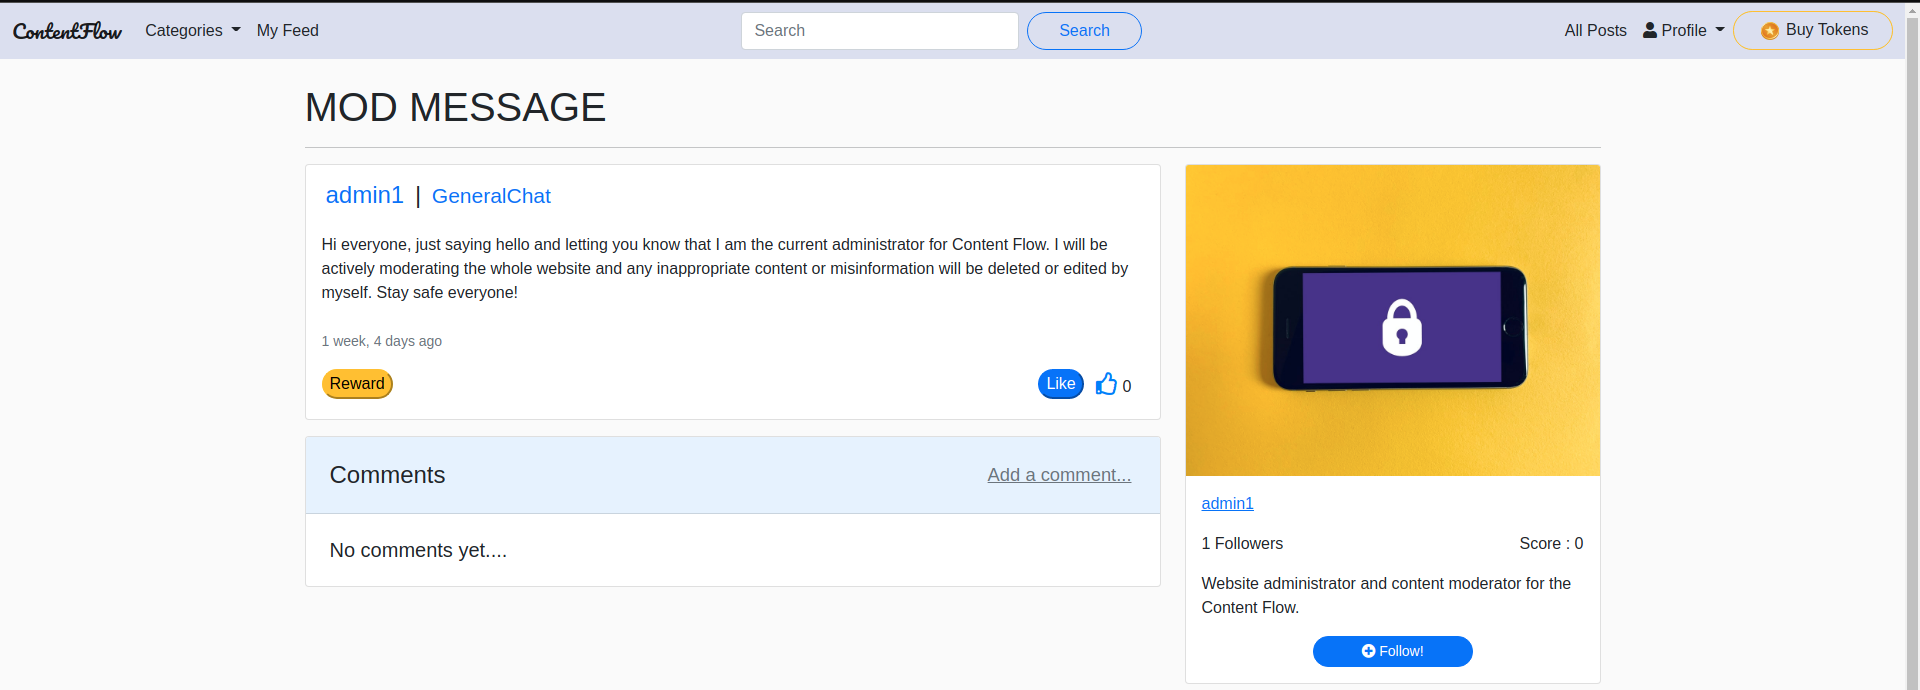 ContentFlow
Categories
My Feed
Search
Search
All Posts
Profile
Buy Tokens
MOD MESSAGE
admin1 | GeneralChat
Hi everyone, just saying hello and letting you know that I am the current administrator for Content Flow. I will be
actively moderating the whole website and any inappropriate content or misinformation will be deleted or edited by
myself. Stay safe everyone!
1 week, 4 days ago
Reward
Like
0
Comments
Add a comment...
No comments yet....
admin1
1 Followers
Score : 0
Website administrator and content moderator for the
Content Flow.
Follow!